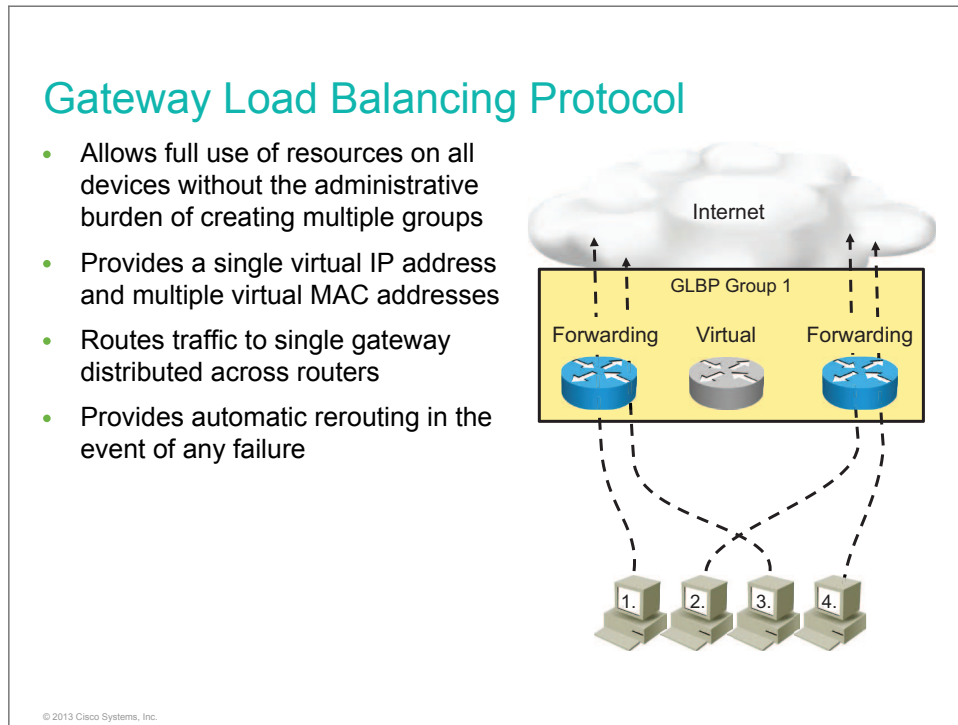 Gateway Load Balancing Protocol
• Allows full use of resources on all
devices without the administrative
burden of creating multiple groups
• Provides a single virtual IP address
and multiple virtual MAC addresses
• Routes traffic to single gateway
distributed across routers
• Provides automatic rerouting in the
event of any failure
Internet
GLBP Group 1
Forwarding Virtual Forwarding
1. 2. 3. 4.
© 2013 Cisco Systems, Inc.